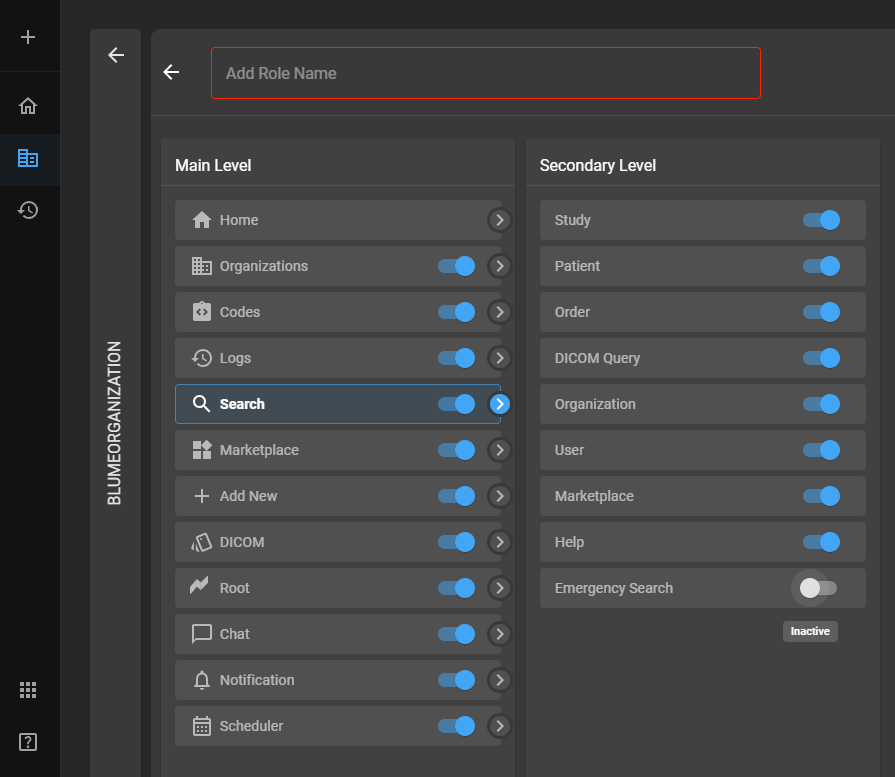 Add Role Name
BLUMEORGANIZATION
Main Level
Home
Organizations
Codes
Logs
Search
Marketplace
Add New
DICOM
Root
Chat
Notification
Scheduler
Secondary Level
Study
Patient
Order
DICOM Query
Organization
User
Marketplace
Help
Emergency Search
Inactive